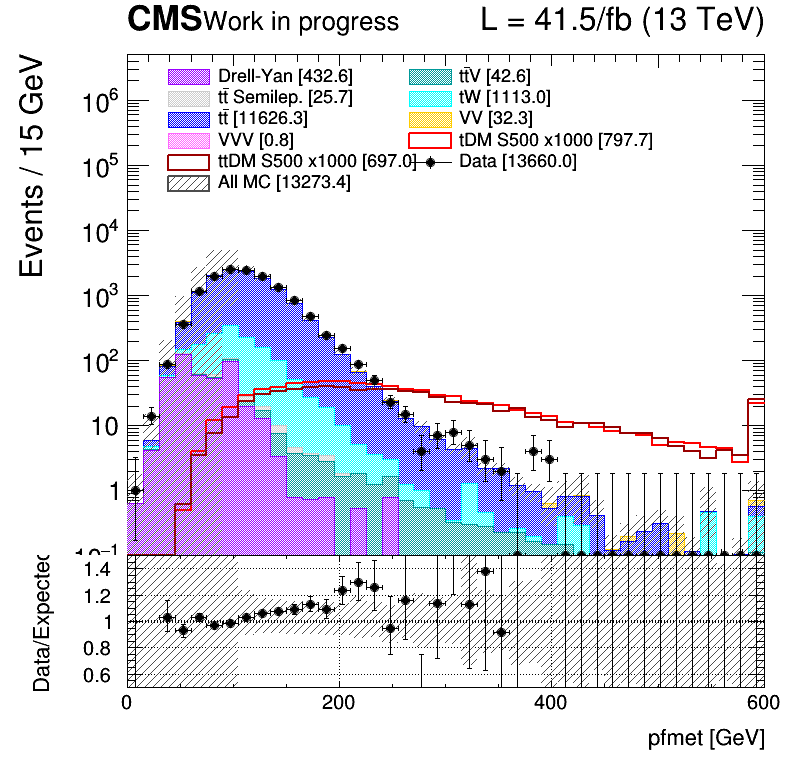 CMS Work in progress L = 41.5/fb (13 TeV)
Events / 15 GeV
Drell-Yan [432.6] tt̄V [42.6]
tt̄ Semilep. [25.7] tW [1113.0]
tt̄ [11626.3] VV [32.3]
VVV [0.8] tDM S500 x1000 [797.7]
ttDM S500 x1000 [697.0] Data [13660.0]
All MC [13273.4]
10⁶
10⁵
10⁴
10³
10²
10
1
10⁻¹
Data/Expected
1.4
1.2
1
0.8
0.6
0 200 400 600
pfmet [GeV]